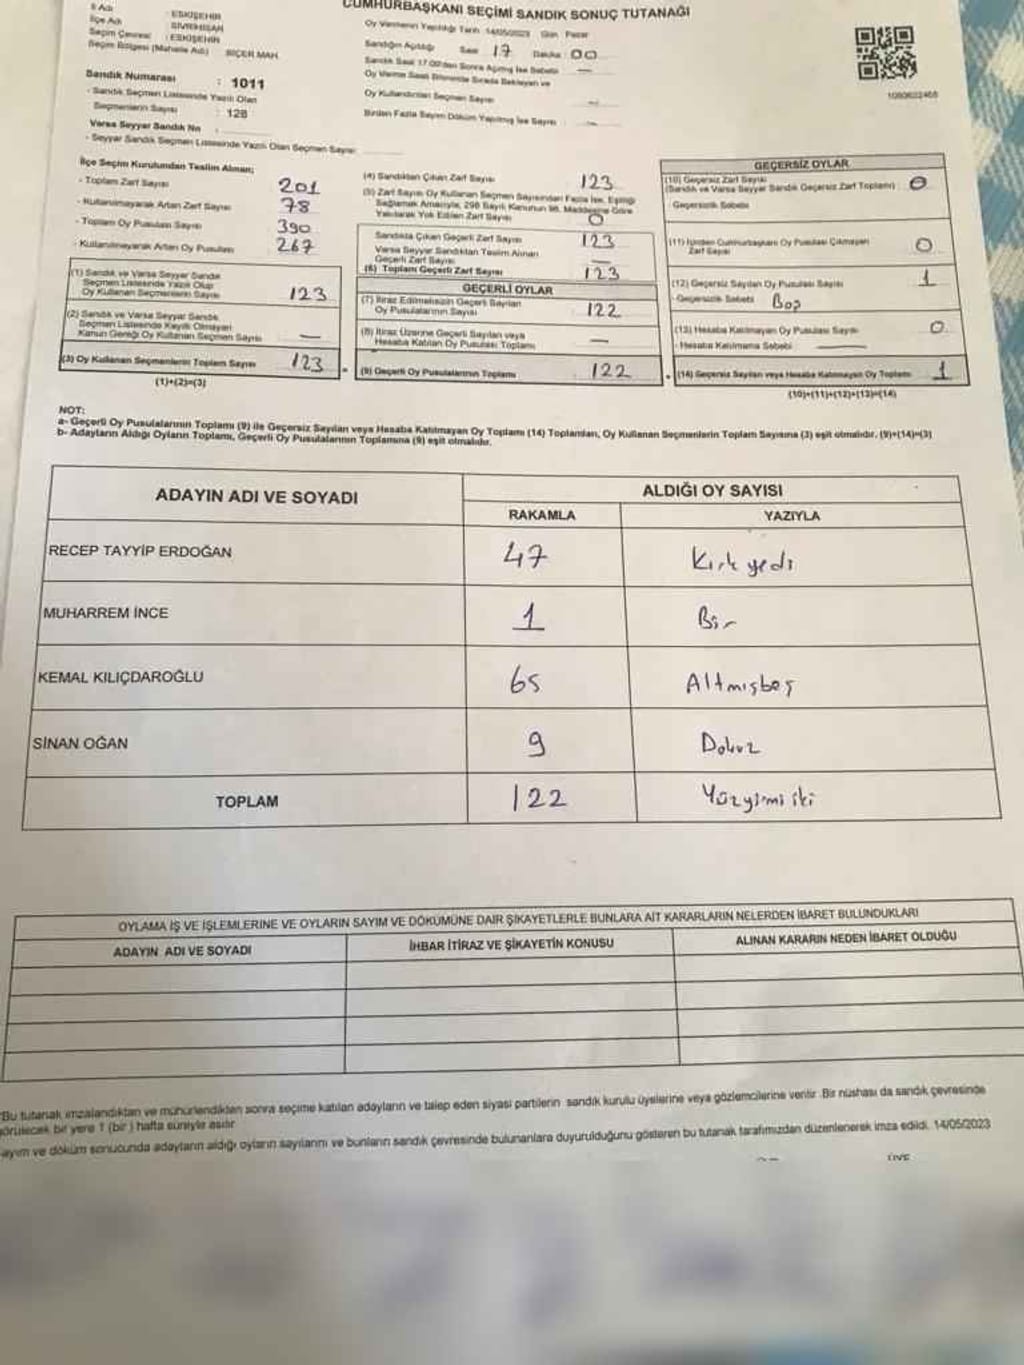 CUMHURBAŞKANI SEÇİMİ SANDIK SONUÇ TUTANAĞI
İl Adı : ESKİŞEHİR
İlçe Adı : SİVRİHİSAR
Seçim Çevresi : ESKİŞEHİR
Seçim Bölgesi (Mahalle Adı) BİÇER MAH.
Sandık Numarası : 1011
- Sandık Seçmen Listesinde Yazılı Olan
Seçmenlerin Sayısı : 128
Varsa Seyyar Sandık No :
- Seyyar Sandık Seçmen Listesinde Yazılı Olan Seçmen Sayısı
Oy Vermenin Yapıldığı Tarih 14/05/2023 Gün Pazar
Sandığın Açıldığı Saat 17 Dakika 00
Sandık Saat 17:00'den Sonra Açılmış İse Sebebi —
Oy Verme Saati Bitiminde Sırada Bekleyen ve
Oy Kullandırılan Seçmen Sayısı —
Birden Fazla Sayım Döküm Yapılmış İse Sayısı : —
İlçe Seçim Kurulundan Teslim Alınan;
- Toplam Zarf Sayısı 201
- Kullanılmayarak Artan Zarf Sayısı 78
- Toplam Oy Pusulası Sayısı 390
- Kullanılmayarak Artan Oy Pusulası 267
(1) Sandık ve Varsa Seyyar Sandık
Seçmen Listesinde Yazılı Olup
Oy Kullanan Seçmenlerin Sayısı 123
(2) Sandık ve Varsa Seyyar Sandık
Seçmen Listesinde Kayıtlı Olmayan
Kanun Gereği Oy Kullanan Seçmen Sayısı —
(3) Oy Kullanan Seçmenlerin Toplam Sayısı 123
(1)+(2)=(3)
(4) Sandıktan Çıkan Zarf Sayısı 123
(5) Zarf Sayısı Oy Kullanan Seçmen Sayısından Fazla İse, Eşitliği
Sağlamak Amacıyla, 298 Sayılı Kanunun 98. Maddesine Göre
Yakılarak Yok Edilen Zarf Sayısı 0
Sandıkta Çıkan Geçerli Zarf Sayısı 123
Varsa Seyyar Sandıktan Teslim Alınan
Geçerli Zarf Sayısı —
(6) Toplam Geçerli Zarf Sayısı 123
GEÇERLİ OYLAR
(7) İtiraz Edilmeksizin Geçerli Sayılan
Oy Pusulalarının Sayısı 122
(8) İtiraz Üzerine Geçerli Sayılan veya
Hesaba Katılan Oy Pusulası Toplamı —
(9) Geçerli Oy Pusulalarının Toplamı 122
GEÇERSİZ OYLAR
(10) Geçersiz Zarf Sayısı
(Sandık ve Varsa Seyyar Sandık Geçersiz Zarf Toplamı) 0
- Geçersizlik Sebebi
(11) İçinden Cumhurbaşkanı Oy Pusulası Çıkmayan
Zarf Sayısı 0
(12) Geçersiz Sayılan Oy Pusulası Sayısı 1
- Geçersizlik Sebebi Boş
(13) Hesaba Katılmayan Oy Pusulası Sayısı 0
- Hesaba Katılmama Sebebi —
(14) Geçersiz Sayılan veya Hesaba Katılmayan Oy Toplamı 1
(10)+(11)+(12)+(13)=(14)
NOT:
a- Geçerli Oy Pusulalarının Toplamı (9) ile Geçersiz Sayılan veya Hesaba Katılmayan Oy Toplamı (14) Toplamları, Oy Kullanan Seçmenlerin Toplam Sayısına (3) eşit olmalıdır. (9)+(14)=(3)
b- Adayların Aldığı Oyların Toplamı, Geçerli Oy Pusulalarının Toplamına (9) eşit olmalıdır.
ADAYIN ADI VE SOYADI ALDIĞI OY SAYISI
RAKAMLA YAZIYLA
RECEP TAYYİP ERDOĞAN 47 Kırkyedi
MUHARREM İNCE 1 Bir
KEMAL KILIÇDAROĞLU 65 Altmışbeş
SİNAN OĞAN 9 Dokuz
TOPLAM 122 Yüzyirmi iki
OYLAMA İŞ VE İŞLEMLERİNE VE OYLARIN SAYIM VE DÖKÜMÜNE DAİR ŞİKAYETLERLE BUNLARA AİT KARARLARIN NELERDEN İBARET BULUNDUKLARI
ADAYIN ADI VE SOYADI İHBAR İTİRAZ VE ŞİKAYETİN KONUSU ALINAN KARARIN NEDEN İBARET OLDUĞU
Bu tutanak imzalandıktan ve mühürlendikten sonra seçime katılan adayların ve talep eden siyasi partilerin sandık kurulu üyelerine veya gözlemcilerine verilir. Bir nüshası da sandık çevresinde
görülecek bir yere 1 (bir) hafta süreyle asılır
ayım ve döküm sonucunda adayların aldığı oyların sayılarını ve bunların sandık çevresinde bulunanlara duyurulduğunu gösteren bu tutanak tarafımızdan düzenlenerek imza edildi. 14/05/2023
ÜYE